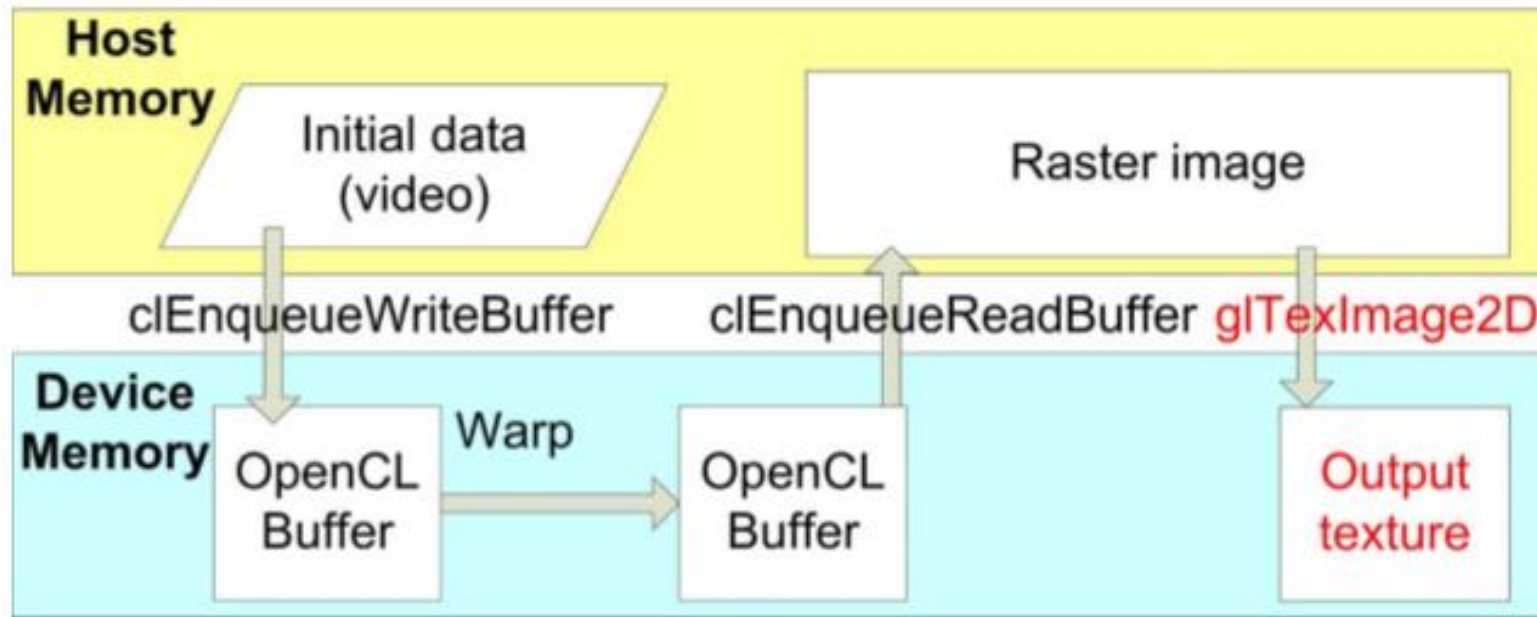 Host
Memory
Initial data
(video)
Raster image
clEnqueueWriteBuffer
clEnqueueReadBuffer
glTexImage2D
Device
Memory
OpenCL
Buffer
Warp
OpenCL
Buffer
Output
texture